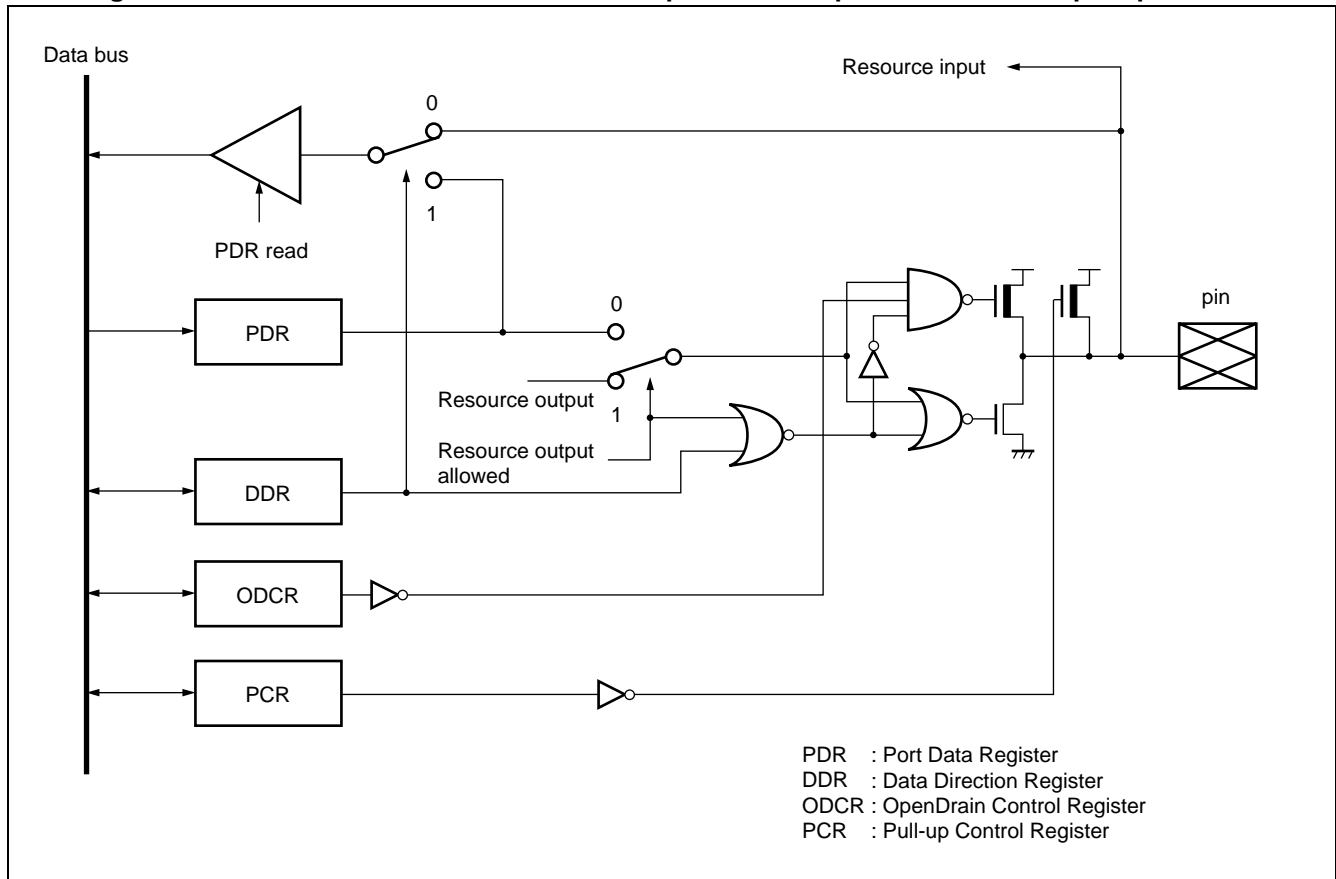 Data bus
Resource input
0
1
PDR read
PDR
0
pin
Resource output
1
Resource output
allowed
DDR
ODCR
PCR
PDR : Port Data Register
DDR : Data Direction Register
ODCR : OpenDrain Control Register
PCR : Pull-up Control Register